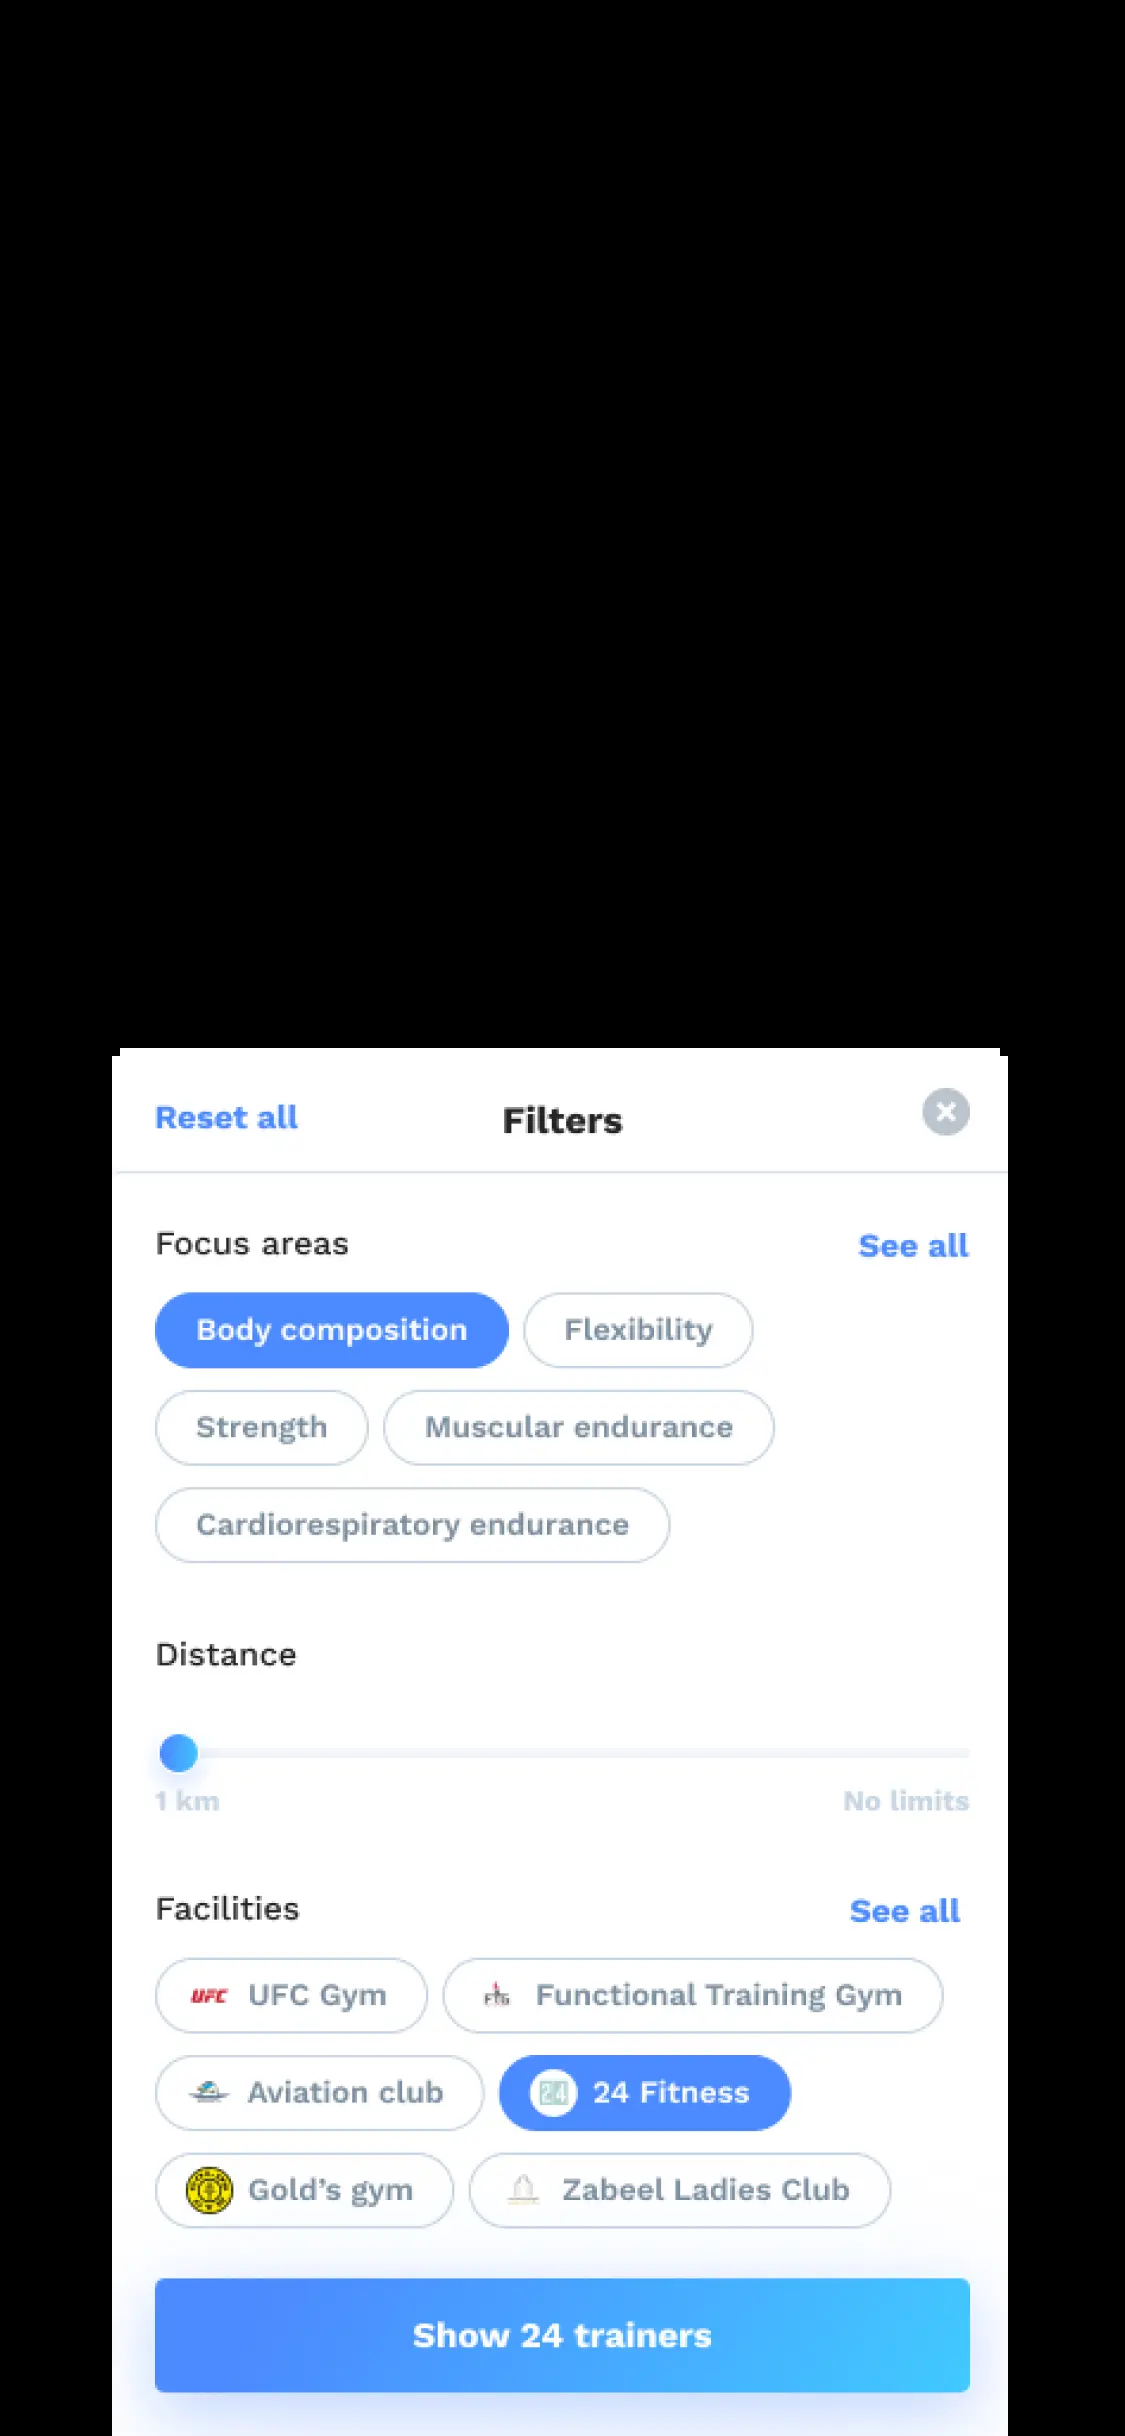 Reset all Filters
Focus areas See all
Body composition Flexibility
Strength Muscular endurance
Cardiorespiratory endurance
Distance
1 km No limits
Facilities See all
UFC UFC Gym FTG Functional Training Gym
Aviation club 24 24 Fitness
Gold’s gym Zabeel Ladies Club
Show 24 trainers